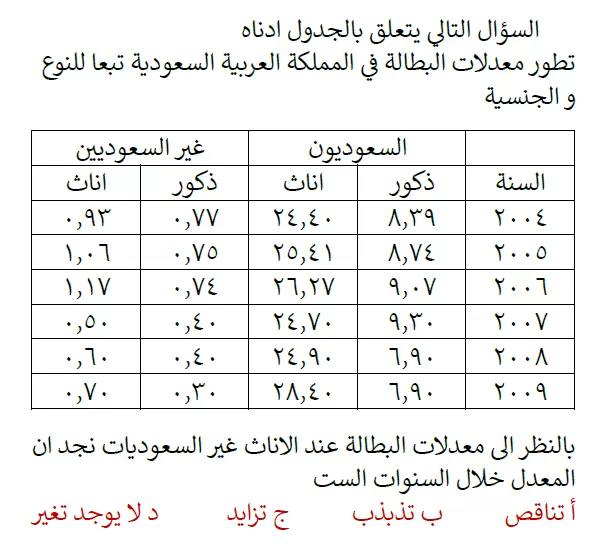 السؤال التالي يتعلق بالجدول ادناه
تطور معدلات البطالة في المملكة العربية السعودية تبعا للنوع
و الجنسية
السعوديون غير السعوديين
السنة ذكور اناث ذكور اناث
٢٠٠٤ ٨,٣٩ ٢٤,٤٠ ٠,٧٧ ٠,٩٣
٢٠٠٥ ٨,٧٤ ٢٥,٤١ ٠,٧٥ ١,٠٦
٢٠٠٦ ٩,٠٧ ٢٦,٢٧ ٠,٧٤ ١,١٧
٢٠٠٧ ٩,٣٠ ٢٤,٧٠ ٠,٤٠ ٠,٥٠
٢٠٠٨ ٦,٩٠ ٢٤,٩٠ ٠,٤٠ ٠,٦٠
٢٠٠٩ ٦,٩٠ ٢٨,٤٠ ٠,٣٠ ٠,٧٠
بالنظر الى معدلات البطالة عند الاناث غير السعوديات نجد ان
المعدل خلال السنوات الست
أ تناقص ب تذبذب ج تزايد د لا يوجد تغير